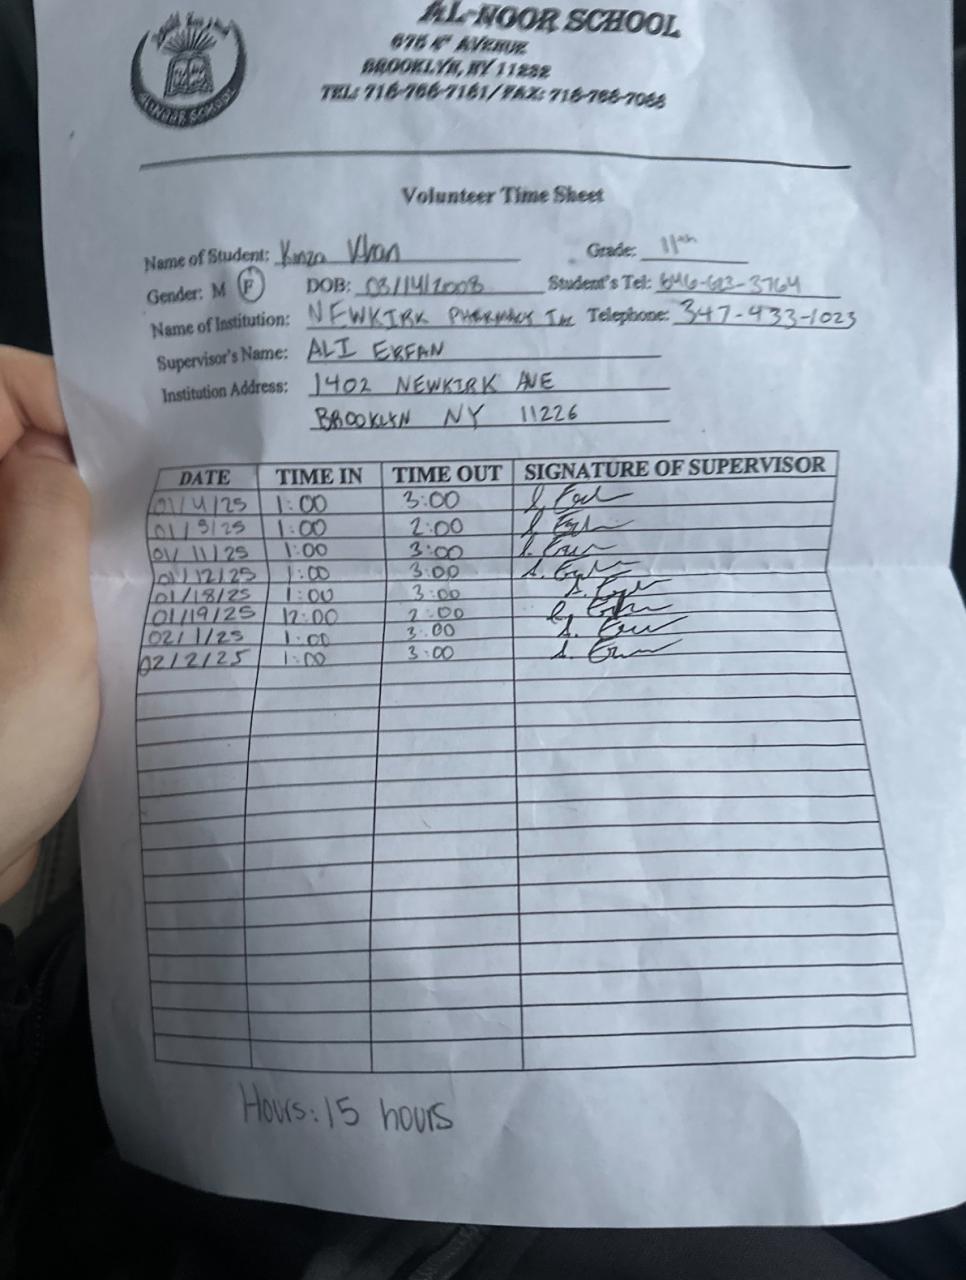 AL-NOOR SCHOOL
675 4th AVENUE
BROOKLYN, NY 11232
TEL: 718-768-7181 / FAX: 718-768-7088
AL-NOOR SCHOOL
Volunteer Time Sheet
Name of Student: Kinza Khan Grade: 11th
Gender: M F DOB: 03/14/2008 Student's Tel: 646-623-3764
Name of Institution: NEWKIRK PHARMACY Inc Telephone: 347-433-1023
Supervisor's Name: ALI ERFAN
Institution Address: 1402 NEWKIRK AVE
BROOKLYN NY 11226
DATE TIME IN TIME OUT SIGNATURE OF SUPERVISOR
01/4/25 1:00 3:00
01/5/25 1:00 2:00
01/11/25 1:00 3:00
01/12/25 1:00 3:00
01/18/25 1:00 3:00
01/19/25 12:00 2:00
02/1/25 1:00 3:00
02/2/25 1:00 3:00
Hours: 15 hours